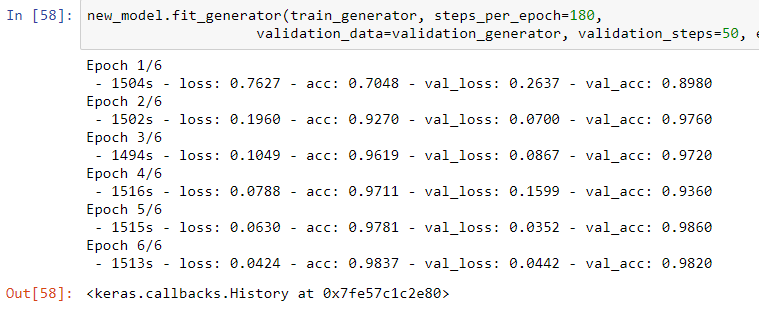 In [58]: new_model.fit_generator(train_generator, steps_per_epoch=180,
validation_data=validation_generator, validation_steps=50,
Epoch 1/6
- 1504s - loss: 0.7627 - acc: 0.7048 - val_loss: 0.2637 - val_acc: 0.8980
Epoch 2/6
- 1502s - loss: 0.1960 - acc: 0.9270 - val_loss: 0.0700 - val_acc: 0.9760
Epoch 3/6
- 1494s - loss: 0.1049 - acc: 0.9619 - val_loss: 0.0867 - val_acc: 0.9720
Epoch 4/6
- 1516s - loss: 0.0788 - acc: 0.9711 - val_loss: 0.1599 - val_acc: 0.9360
Epoch 5/6
- 1515s - loss: 0.0630 - acc: 0.9781 - val_loss: 0.0352 - val_acc: 0.9860
Epoch 6/6
- 1513s - loss: 0.0424 - acc: 0.9837 - val_loss: 0.0442 - val_acc: 0.9820
Out[58]: <keras.callbacks.History at 0x7fe57c1c2e80>